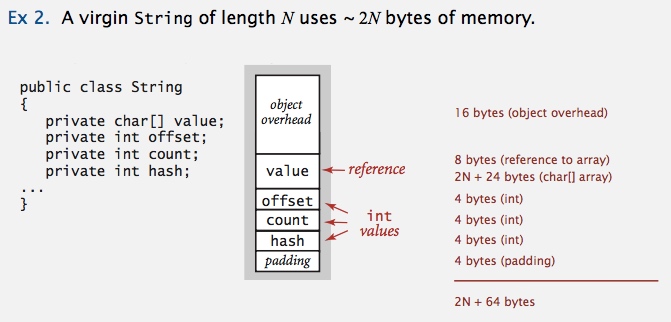 Ex 2. A virgin String of length N uses ~ 2N bytes of memory.
public class String
{
private char[] value;
private int offset;
private int count;
private int hash;
...
}
object
overhead
value
offset
count
hash
padding
reference
int
values
16 bytes (object overhead)
8 bytes (reference to array)
2N + 24 bytes (char[] array)
4 bytes (int)
4 bytes (int)
4 bytes (int)
4 bytes (padding)
2N + 64 bytes